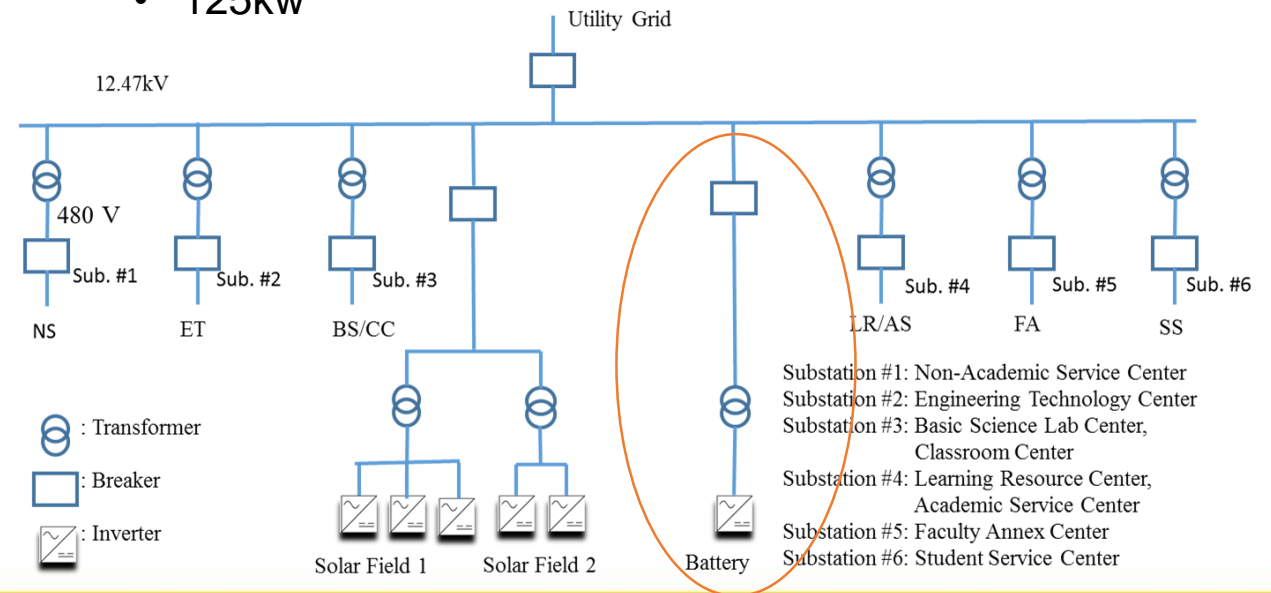 • 125kw
Utility Grid
12.47kV
480 V
Sub. #1
Sub. #2
Sub. #3
Sub. #4
Sub. #5
Sub. #6
NS
ET
BS/CC
LR/AS
FA
SS
Substation #1: Non-Academic Service Center
Substation #2: Engineering Technology Center
Substation #3: Basic Science Lab Center,
Classroom Center
Substation #4: Learning Resource Center,
Academic Service Center
Substation #5: Faculty Annex Center
Substation #6: Student Service Center
: Transformer
: Breaker
: Inverter
Solar Field 1
Solar Field 2
Battery